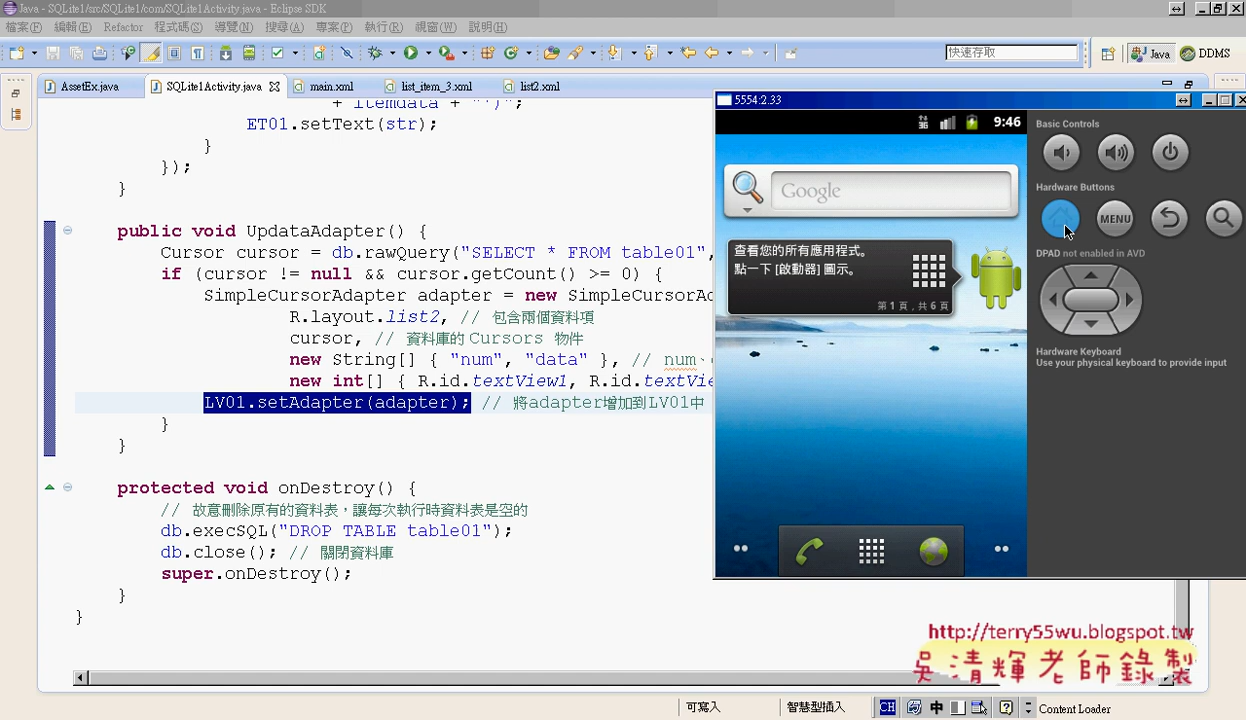 Java - SQLite1/src/SQLite1/com/SQLite1Activity.java - Eclipse SDK
檔案(F) 編輯(E) Refactor 程式碼(S) 導覽(N) 搜尋(A) 專案(P) 執行(R) 視窗(W) 說明(H)
快速存取
Java
DDMS
AssetEx.java
SQLite1Activity.java
main.xml
list_item_3.xml
list2.xml
+ itemdata + "')";
ET01.setText(str);
}
});
}
public void UpdataAdapter() {
Cursor cursor = db.rawQuery("SELECT * FROM table01",
if (cursor != null && cursor.getCount() >= 0) {
SimpleCursorAdapter adapter = new SimpleCursorAd
R.layout.list2, // 包含兩個資料項
cursor, // 資料庫的 Cursors 物件
new String[] { "num", "data" }, // num、
new int[] { R.id.textView1, R.id.textVie
LV01.setAdapter(adapter); // 將adapter增加到LV01中
}
}
protected void onDestroy() {
// 故意刪除原有的資料表，讓每次執行時資料表是空的
db.execSQL("DROP TABLE table01");
db.close(); // 關閉資料庫
super.onDestroy();
}
}
5554:2.33
3G
9:46
Google
查看您的所有應用程式。
點一下 [啟動器] 圖示。
第 1 頁，共 6 頁
Basic Controls
Hardware Buttons
MENU
DPAD not enabled in AVD
Hardware Keyboard
Use your physical keyboard to provide input
http://terry55wu.blogspot.tw
吳清輝老師錄製
可寫入
智慧型插入
CH
中
Content Loader